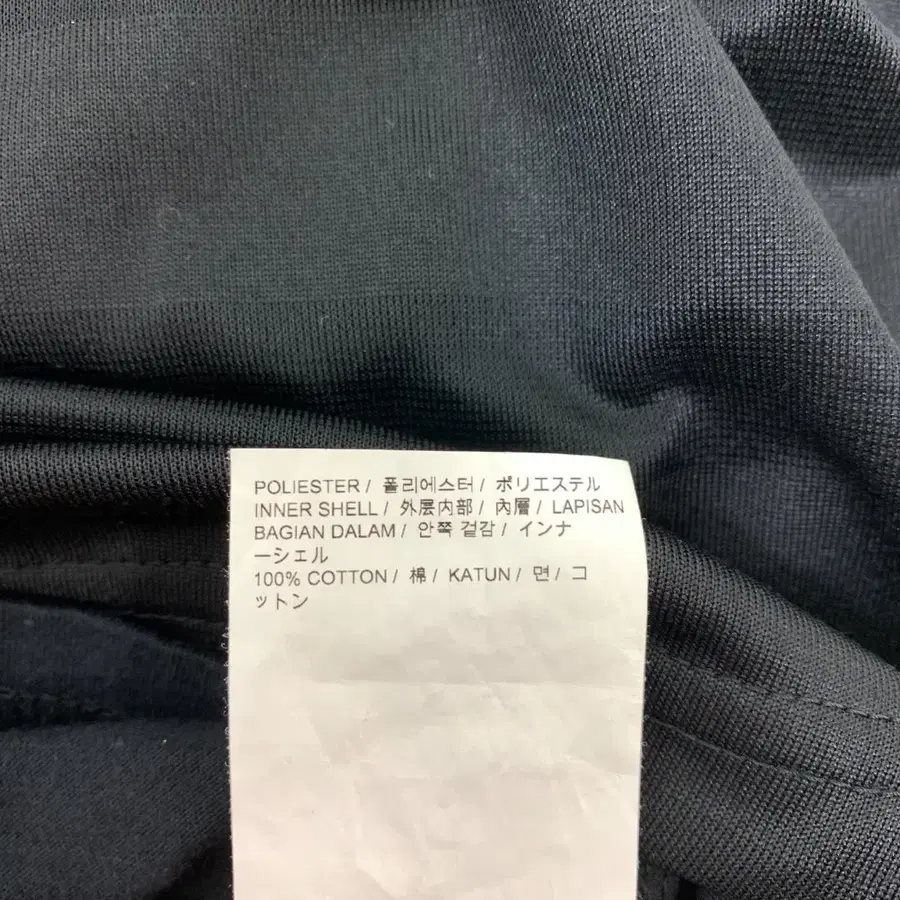 POLIESTER / 폴리에스터 / ポリエステル
INNER SHELL / 外层内部 / 內層 / LAPISAN
BAGIAN DALAM / 안쪽 겉감 / インナ
ーシェル
100% COTTON / 棉 / KATUN / 면 / コ
ットン